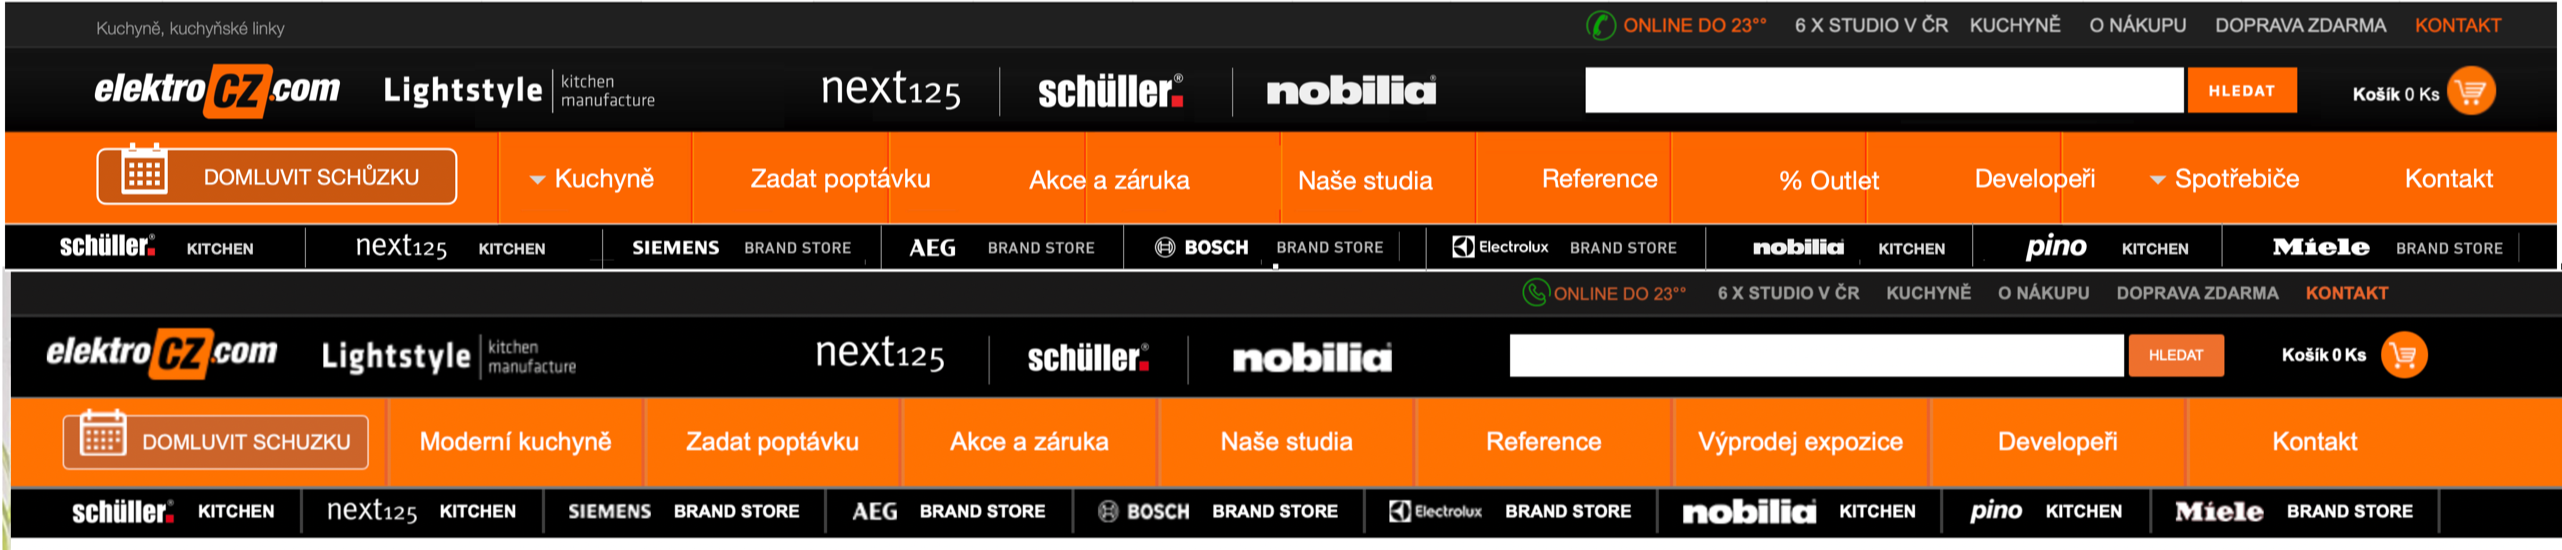 Kuchyně, kuchyňské linky ONLINE DO 23°° 6 X STUDIO V ČR KUCHYNĚ O NÁKUPU DOPRAVA ZDARMA KONTAKT
elektroCZ.com Lightstyle kitchen manufacture next125 schüller® nobilia® HLEDAT Košík 0 Ks
DOMLUVIT SCHŮZKU Kuchyně Zadat poptávku Akce a záruka Naše studia Reference % Outlet Developeři Spotřebiče Kontakt
schüller® KITCHEN next125 KITCHEN SIEMENS BRAND STORE AEG BRAND STORE BOSCH BRAND STORE Electrolux BRAND STORE nobilia KITCHEN pino KITCHEN Miele BRAND STORE
ONLINE DO 23°° 6 X STUDIO V ČR KUCHYNĚ O NÁKUPU DOPRAVA ZDARMA KONTAKT
elektroCZ.com Lightstyle kitchen manufacture next125 schüller® nobilia HLEDAT Košík 0 Ks
DOMLUVIT SCHUZKU Moderní kuchyně Zadat poptávku Akce a záruka Naše studia Reference Výprodej expozice Developeři Kontakt
schüller® KITCHEN next125 KITCHEN SIEMENS BRAND STORE AEG BRAND STORE BOSCH BRAND STORE Electrolux BRAND STORE nobilia KITCHEN pino KITCHEN Miele BRAND STORE